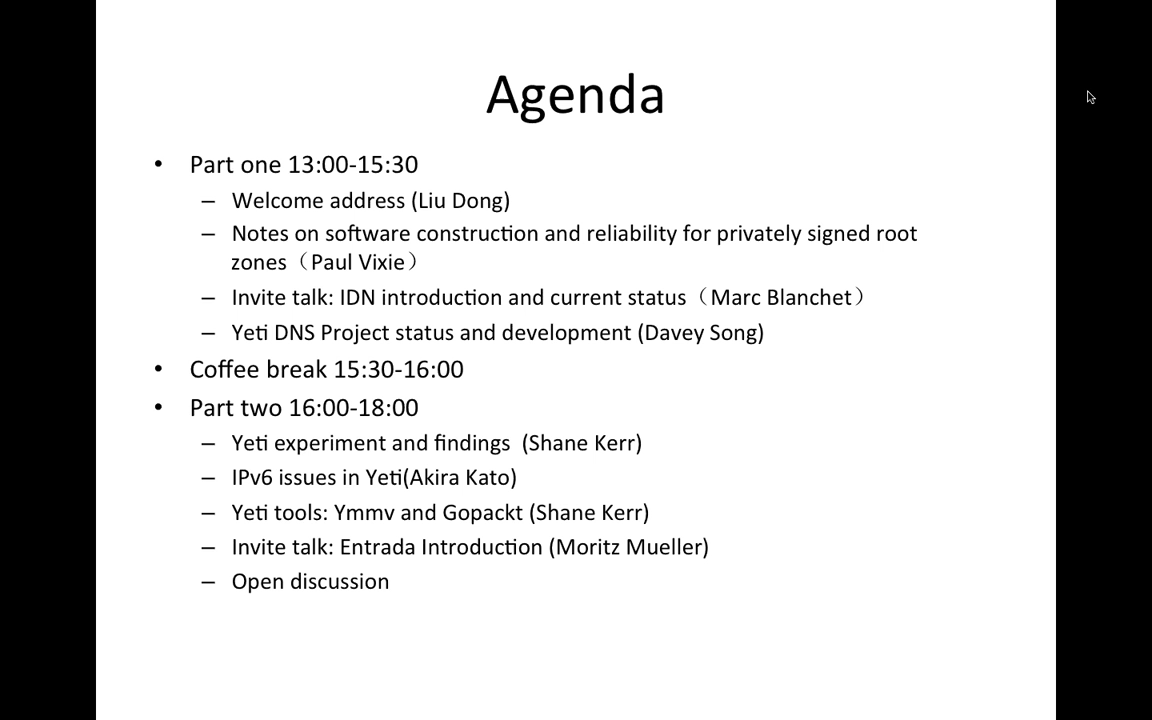 Agenda
• Part one 13:00-15:30
– Welcome address (Liu Dong)
– Notes on software construction and reliability for privately signed root
zones（Paul Vixie）
– Invite talk: IDN introduction and current status（Marc Blanchet）
– Yeti DNS Project status and development (Davey Song)
• Coffee break 15:30-16:00
• Part two 16:00-18:00
– Yeti experiment and findings  (Shane Kerr)
– IPv6 issues in Yeti(Akira Kato)
– Yeti tools: Ymmv and Gopackt (Shane Kerr)
– Invite talk: Entrada Introduction (Moritz Mueller)
– Open discussion